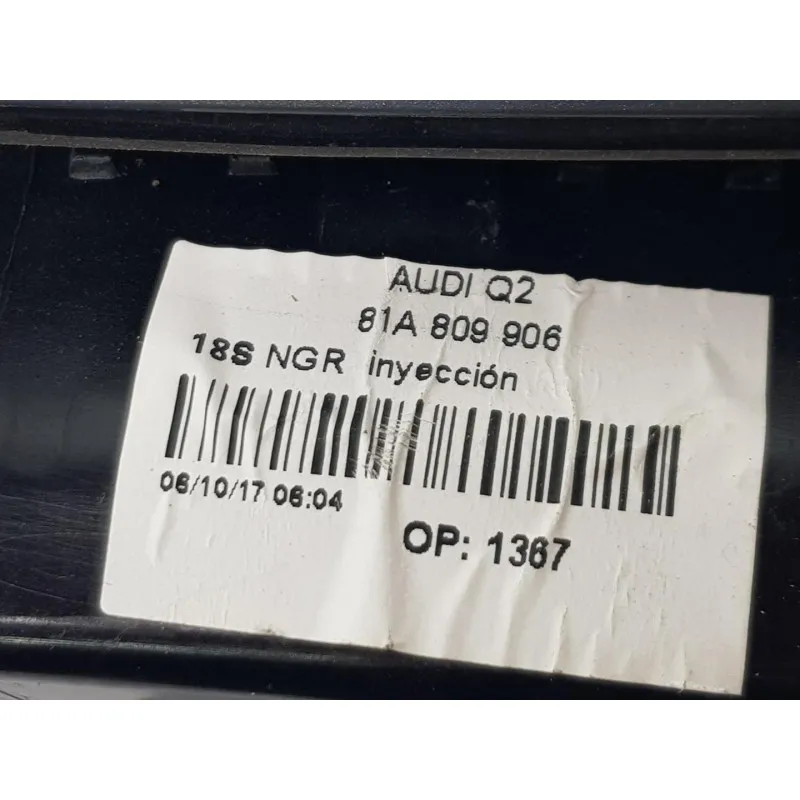 AUDI Q2
81A 809 906
18S NGR inyección
06/10/17 06:04
OP: 1367